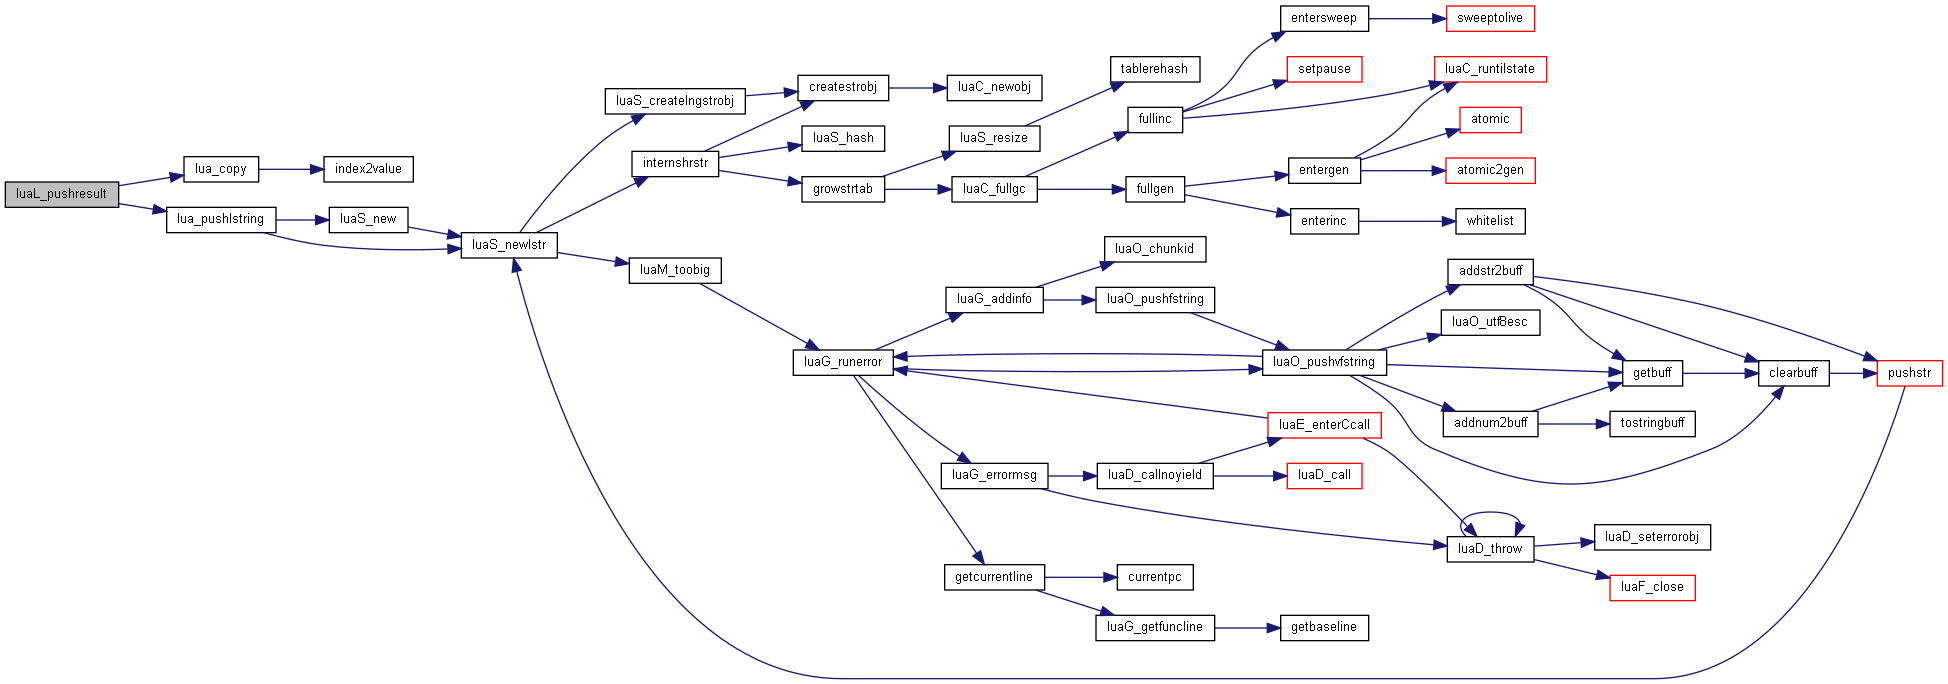 luaL_pushresult
lua_copy
index2value
lua_pushlstring
luaS_new
luaS_newlstr
luaS_createlngstrobj
createstrobj
luaC_newobj
internshrstr
luaS_hash
growstrtab
luaS_resize
tablerehash
luaC_fullgc
fullinc
entersweep
sweeptolive
setpause
luaC_runtilstate
fullgen
entergen
atomic
atomic2gen
enterinc
whitelist
luaM_toobig
luaG_runerror
luaG_addinfo
luaO_chunkid
luaO_pushfstring
luaO_pushvfstring
addstr2buff
luaO_utf8esc
getbuff
clearbuff
pushstr
addnum2buff
tostringbuff
luaG_errormsg
luaD_callnoyield
luaE_enterCcall
luaD_call
luaD_throw
luaD_seterrorobj
luaF_close
getcurrentline
currentpc
luaG_getfuncline
getbaseline